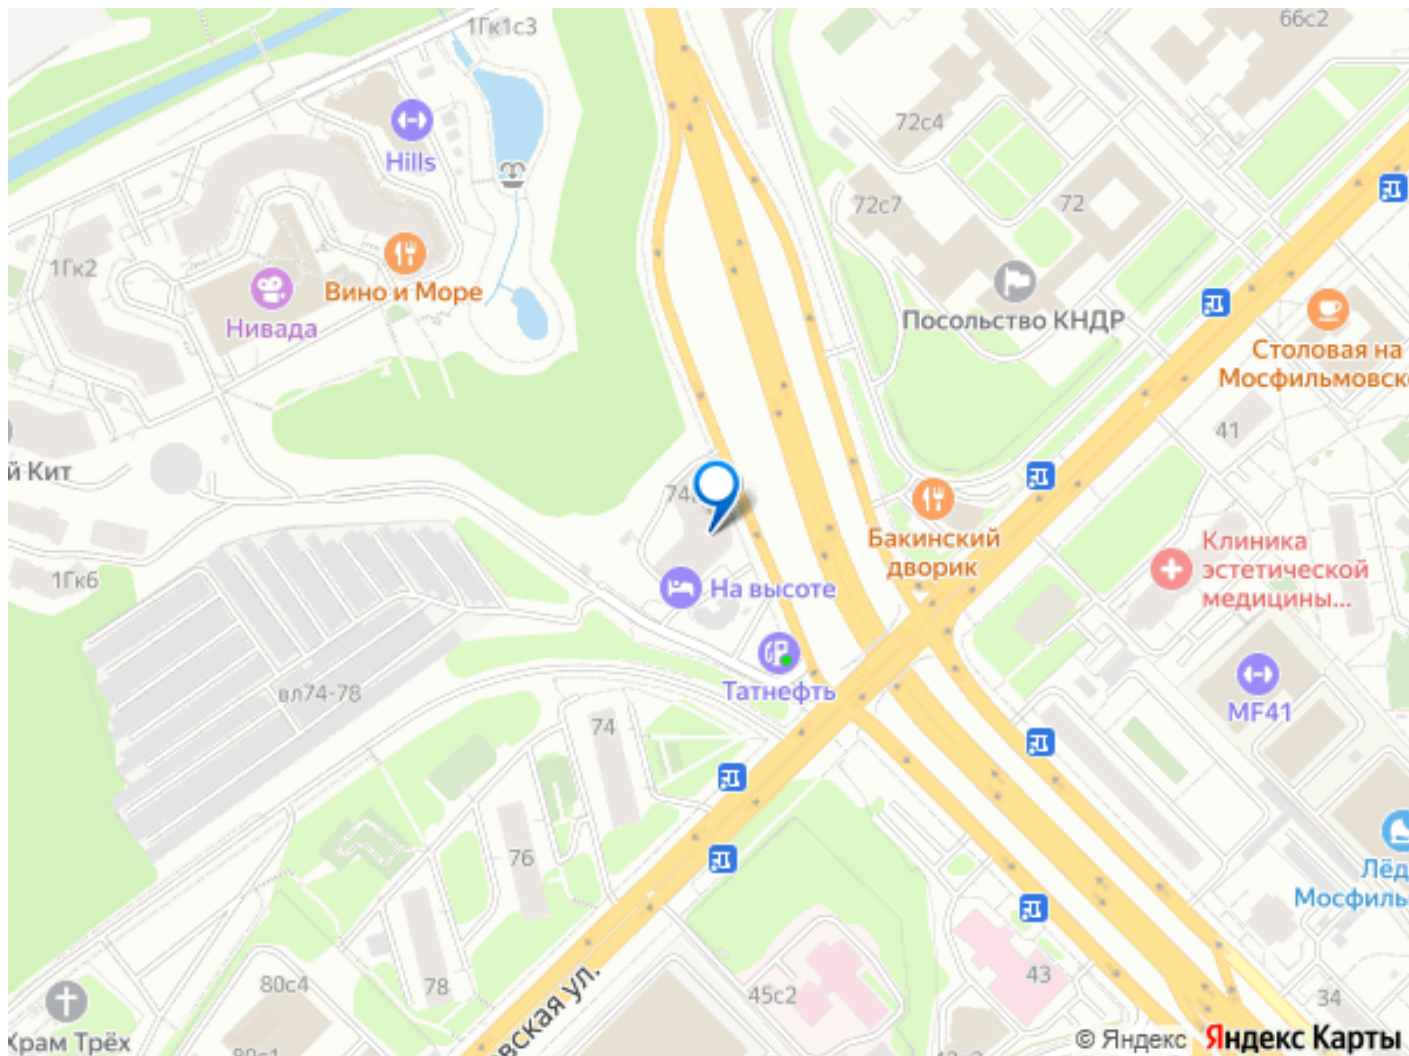 1Гк1с3
66с2
Hills
72с4
72с7
72
1Гк2
Вино и Море
Нивада
Посольство КНДР
Столовая на
Мосфильмовск
41
й Кит
74
Бакинский
дворик
Клиника
эстетической
медицины...
1Гк6
На высоте
Татнефть
вл74-78
MF41
74
76
Лёд
Мосфиль
78
80с4
45с2
43
34
вская ул.
Храм Трёх
© Яндекс Яндекс Карты